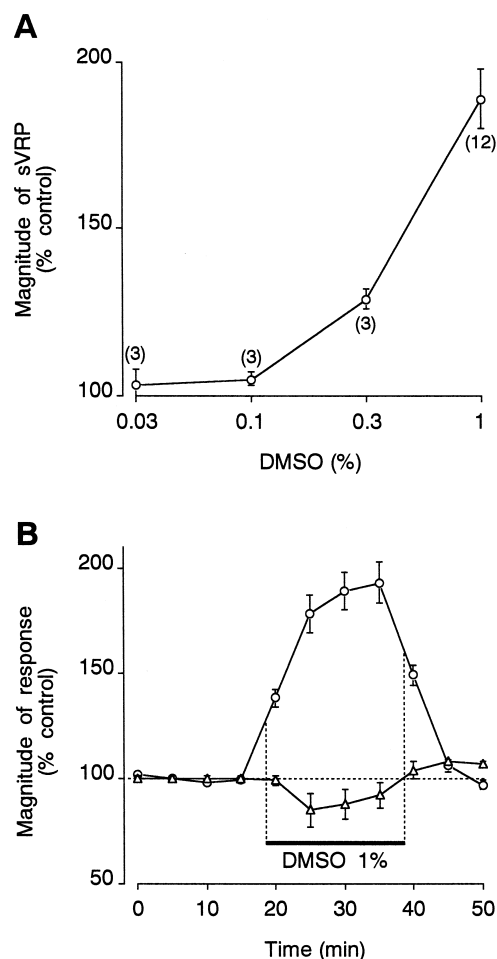 A
Magnitude of sVRP
(% control)
200
150
100
(3)
(3)
(3)
(12)
0.03 0.1 0.3 1
DMSO (%)
B
Magnitude of response
(% control)
200
150
100
50
DMSO 1%
0 10 20 30 40 50
Time (min)